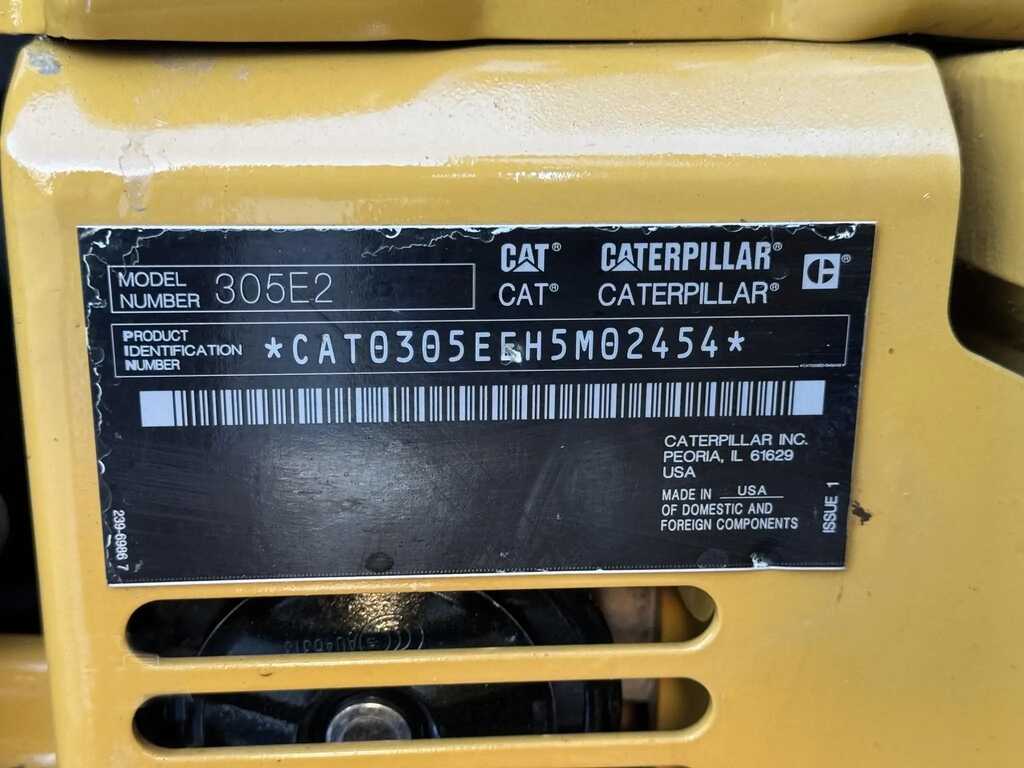 MODEL
NUMBER 305E2
CAT® CATERPILLAR®
CAT® CATERPILLAR®
PRODUCT
IDENTIFICATION
NUMBER
*CAT0305EEH5M02454*
CATERPILLAR INC.
PEORIA, IL 61629
USA
MADE IN USA
OF DOMESTIC AND
FOREIGN COMPONENTS
ISSUE 1
239-6986 7